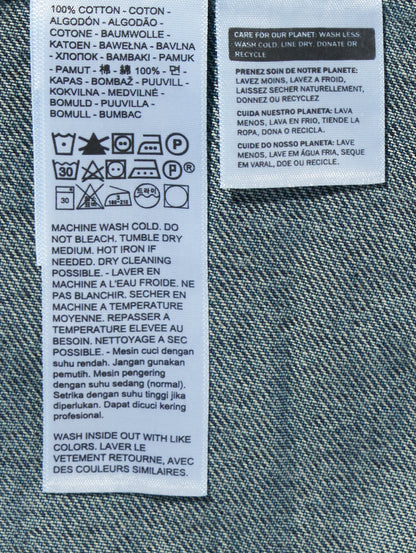 100% COTTON - COTON -
ALGODÓN - ALGODÃO -
COTONE - BAUMWOLLE -
KATOEN - BAWEŁNA - BAVLNA
- ХЛОПОК - BAMBAKI - PAMUK
- PAMUT - 棉 - 綿 100% - 면 -
KAPAS - BOMBAŽ - PUUVILL -
KOKVILNA - MEDVILNĖ -
BOMULD - PUUVILLA -
BOMULL - BUMBAC
30
30
드라이
MACHINE WASH COLD. DO
NOT BLEACH. TUMBLE DRY
MEDIUM. HOT IRON IF
NEEDED. DRY CLEANING
POSSIBLE. - LAVER EN
MACHINE A L'EAU FROIDE. NE
PAS BLANCHIR. SECHER EN
MACHINE A TEMPERATURE
MOYENNE. REPASSER A
TEMPERATURE ELEVEE AU
BESOIN. NETTOYAGE A SEC
POSSIBLE. - Mesin cuci dengan
suhu rendah. Jangan gunakan
pemutih. Mesin pengering
dengan suhu sedang (normal).
Setrika dengan suhu tinggi jika
diperlukan. Dapat dicuci kering
profesional.
WASH INSIDE OUT WITH LIKE
COLORS. LAVER LE
VETEMENT RETOURNE, AVEC
DES COULEURS SIMILAIRES.
CARE FOR OUR PLANET: WASH LESS,
WASH COLD, LINE DRY, DONATE OR
RECYCLE
PRENEZ SOIN DE NOTRE PLANETE:
LAVEZ MOINS, LAVEZ A FROID,
LAISSEZ SECHER NATURELLEMENT,
DONNEZ OU RECYCLEZ
CUIDA NUESTRO PLANETA: LAVA
MENOS, LAVA EN FRIO, TIENDE LA
ROPA, DONA O RECICLA.
CUIDE DO NOSSO PLANETA: LAVE
MENOS, LAVE EM ÁGUA FRIA, SEQUE
EM VARAL, DOE OU RECICLE.